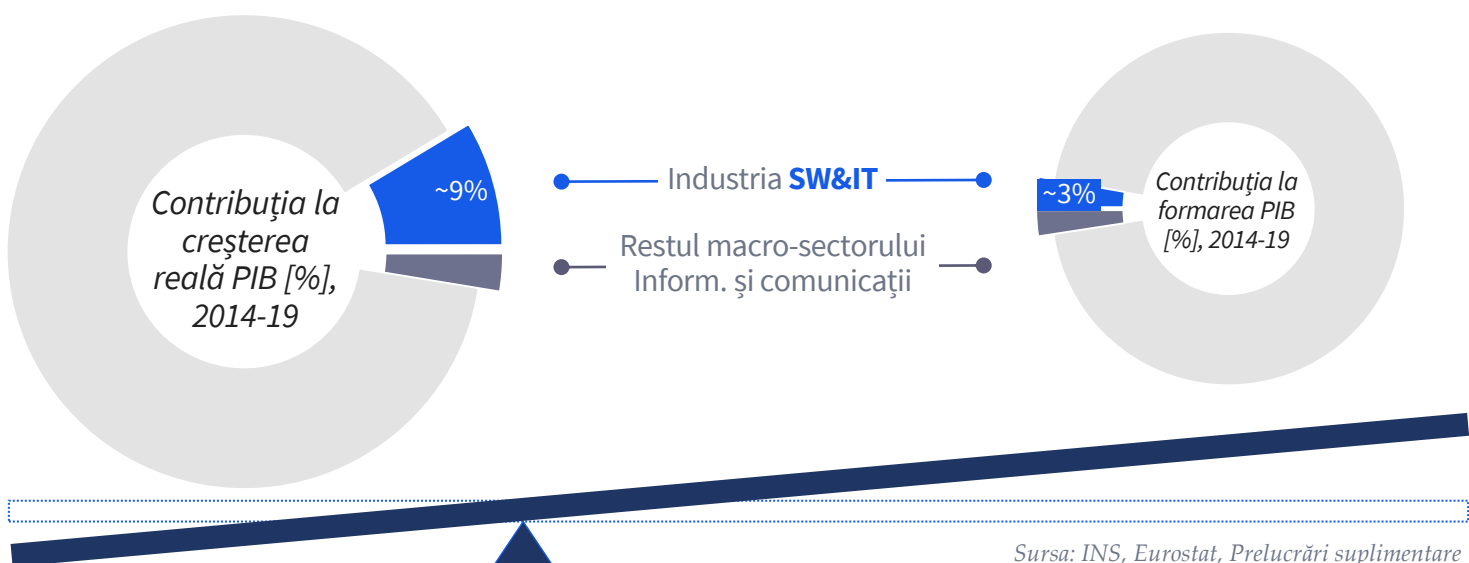 Contribuția la
creșterea
reală PIB [%],
2014-19
~9%
Industria SW&IT
Restul macro-sectorului
Inform. și comunicații
~3%
Contribuția la
formarea PIB
[%], 2014-19
Sursa: INS, Eurostat, Prelucrări suplimentare